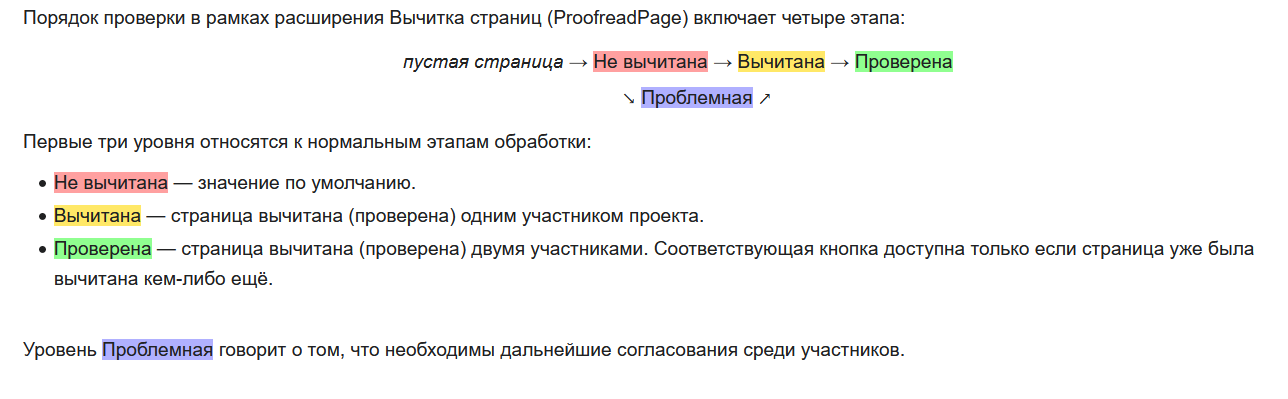 Порядок проверки в рамках расширения Вычитка страниц (ProofreadPage) включает четыре этапа:
пустая страница → Не вычитана → Вычитана → Проверена
↘ Проблемная ↗
Первые три уровня относятся к нормальным этапам обработки:
• Не вычитана — значение по умолчанию.
• Вычитана — страница вычитана (проверена) одним участником проекта.
• Проверена — страница вычитана (проверена) двумя участниками. Соответствующая кнопка доступна только если страница уже была
вычитана кем-либо ещё.
Уровень Проблемная говорит о том, что необходимы дальнейшие согласования среди участников.